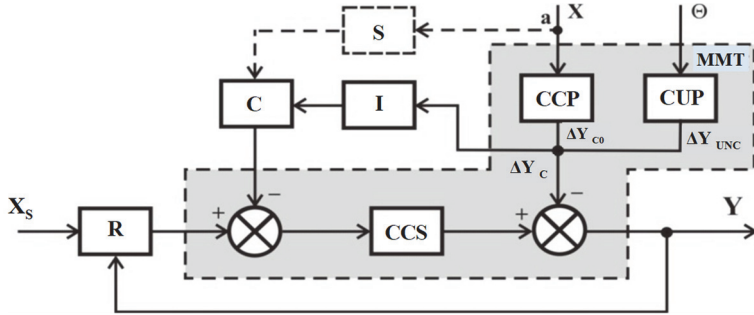 a X Θ
S
MMT
C I CCP CUP
ΔY C0 ΔY UNC
ΔY C
X S + − + − Y
R CCS